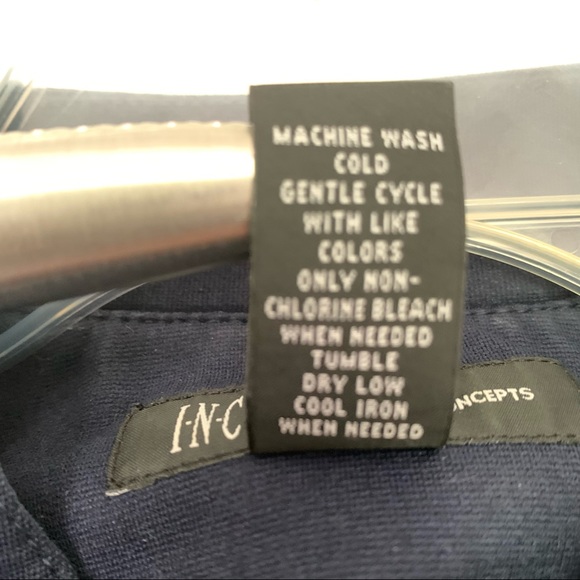 MACHINE WASH
COLD
GENTLE CYCLE
WITH LIKE
COLORS
ONLY NON-
CHLORINE BLEACH
WHEN NEEDED
TUMBLE
DRY LOW
COOL IRON
WHEN NEEDED
I·N·C ONCEPTS